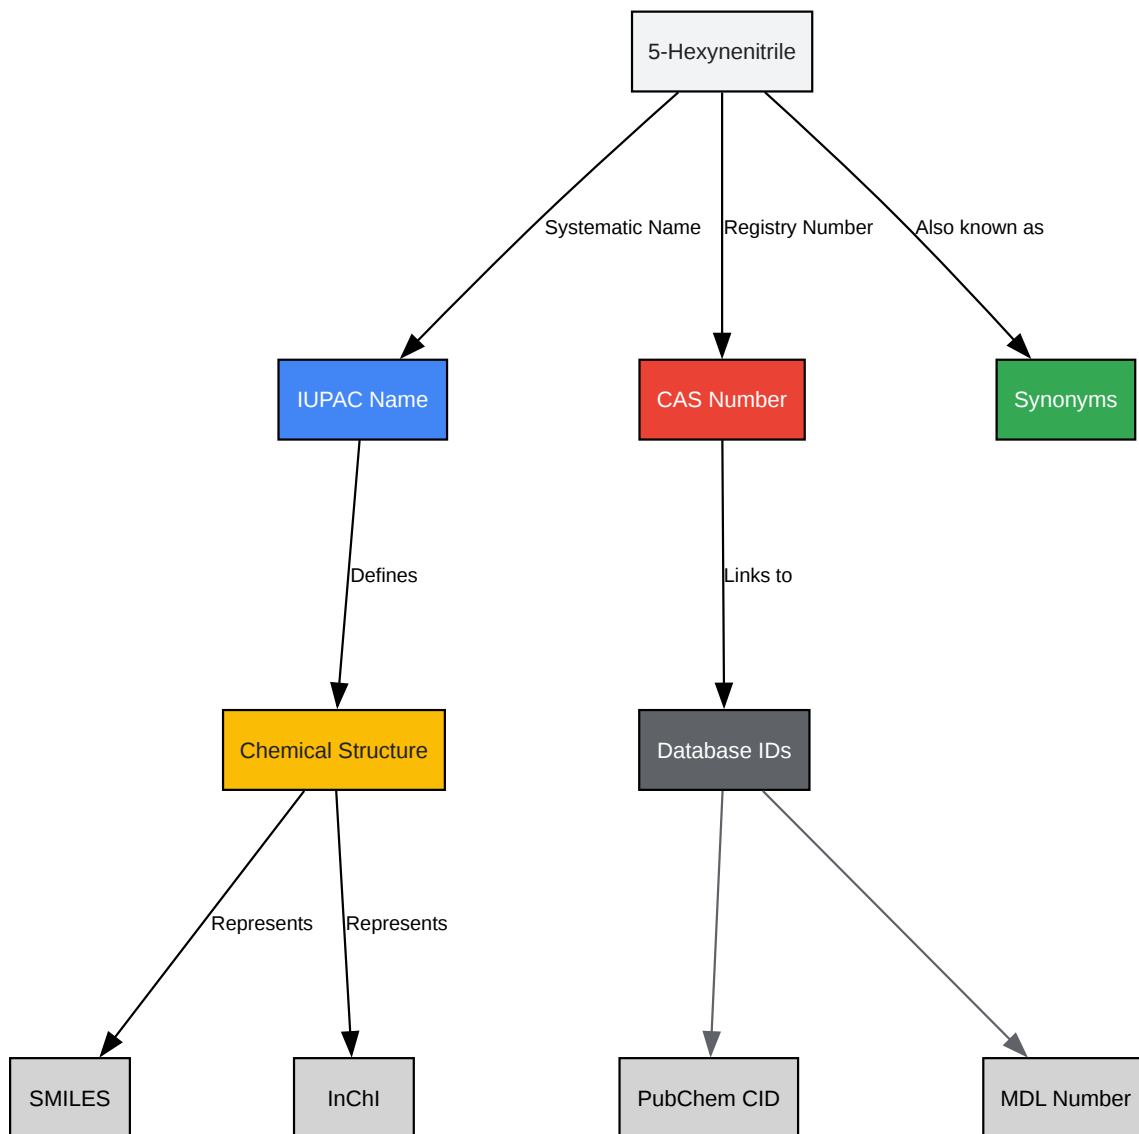 5-Hexynenitrile
Systematic Name
Registry Number
Also known as
IUPAC Name
CAS Number
Synonyms
Defines
Links to
Chemical Structure
Database IDs
Represents
Represents
SMILES
InChI
PubChem CID
MDL Number